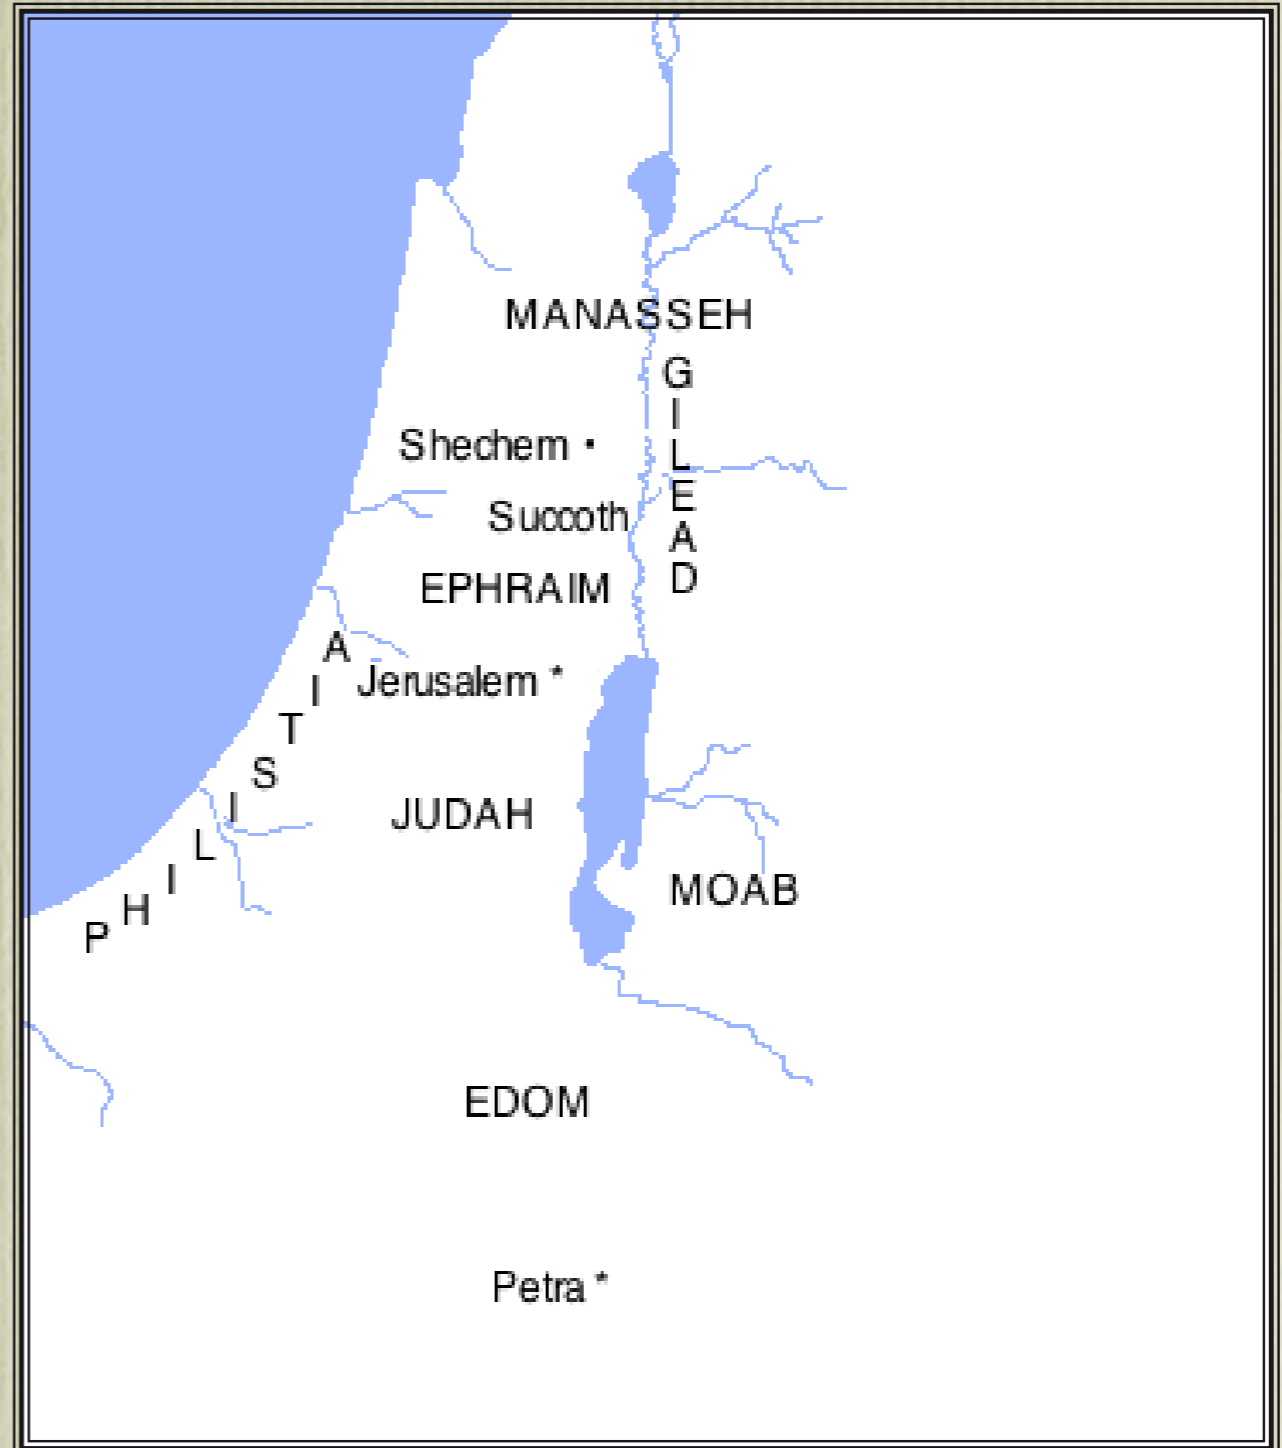 MANASSEH
GILEAD
Shechem •
Succoth
EPHRAIM
PHILISTIA
Jerusalem *
JUDAH
MOAB
EDOM
Petra *